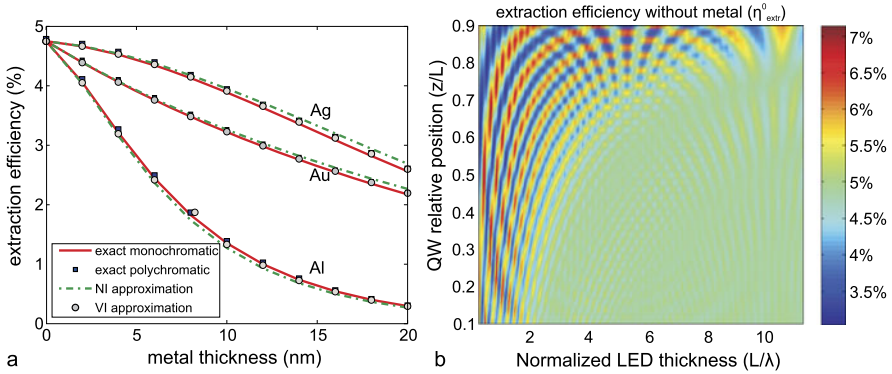 5
4
3
2
1
0
extraction efficiency (%)
Ag
Au
Al
exact monochromatic
exact polychromatic
NI approximation
VI approximation
0 5 10 15 20
metal thickness (nm)
a
extraction efficiency without metal (η⁰extr)
0.9
0.8
0.7
0.6
0.5
0.4
0.3
0.2
0.1
QW relative position (z/L)
2 4 6 8 10
Normalized LED thickness (L/λ)
b
7%
6.5%
6%
5.5%
5%
4.5%
4%
3.5%